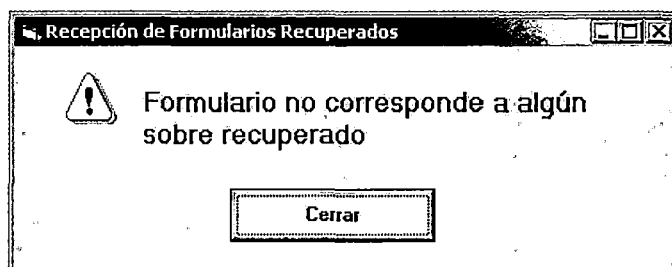 Recepción de Formularios Recuperados
Formulario no corresponde a algún
sobre recuperado
Cerrar